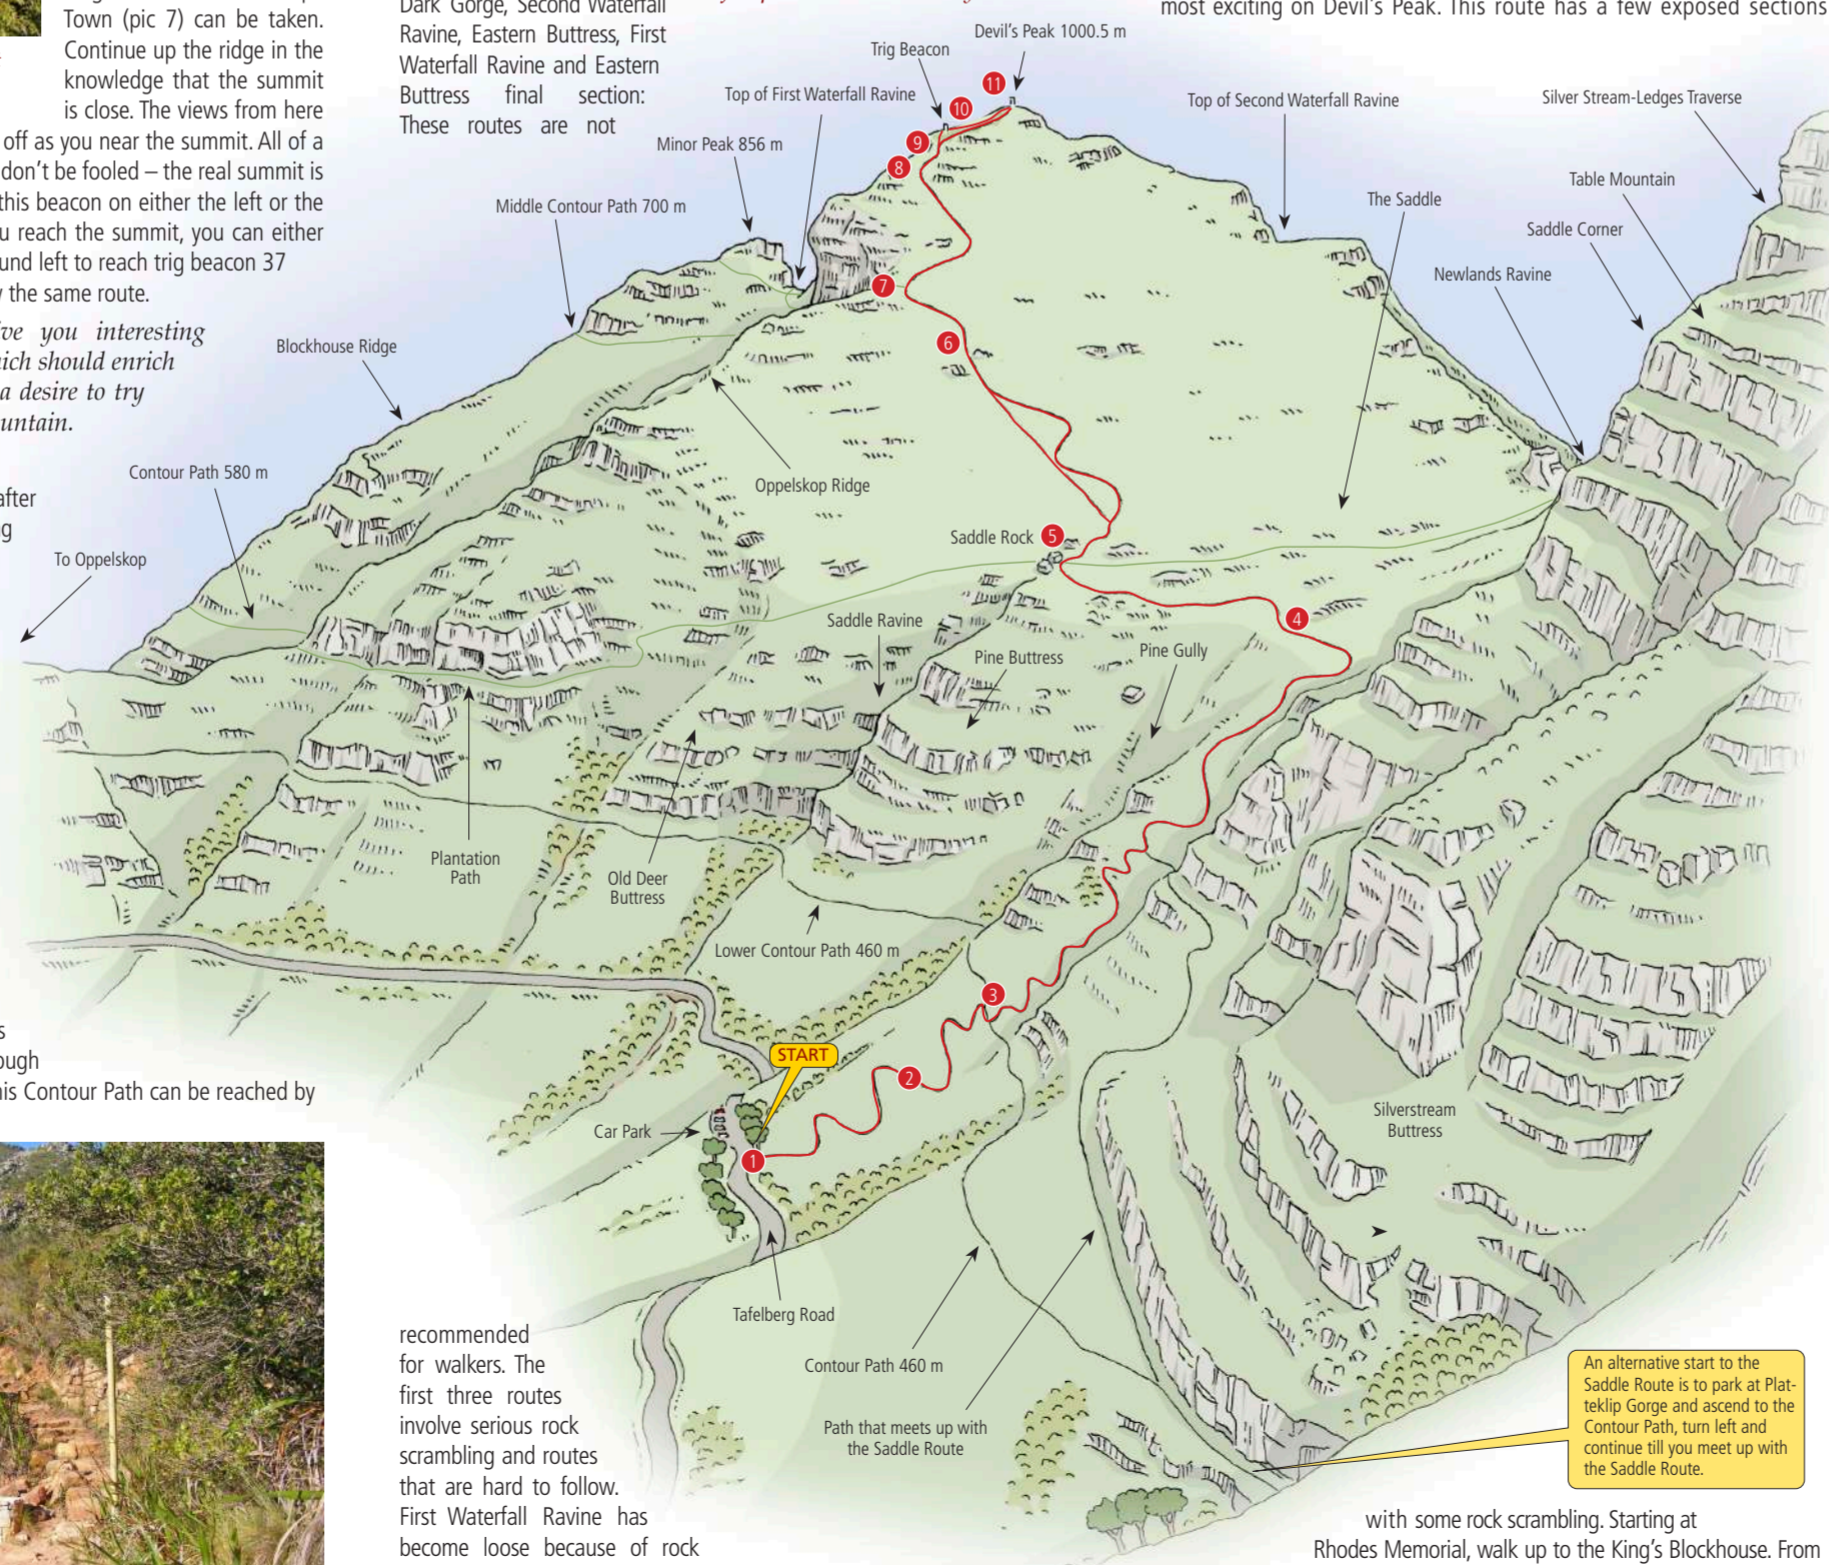 Town (pic 7) can be taken.
Continue up the ridge in the
knowledge that the summit
is close. The views from here
off as you near the summit. All of a
don't be fooled – the real summit is
this beacon on either the left or the
reach the summit, you can either
left to reach trig beacon 37
the same route.
you interesting
should enrich
a desire to try
after
his Contour Path can be reached by
Dark Gorge, Second Waterfall
Ravine, Eastern Buttress, First
Waterfall Ravine and Eastern
Buttress final section:
These routes are not
recommended
for walkers. The
first three routes
involve serious rock
scrambling and routes
that are hard to follow.
First Waterfall Ravine has
become loose because of rock
most exciting on Devil's Peak. This route has a few exposed sections
with some rock scrambling. Starting at
Rhodes Memorial, walk up to the King's Blockhouse. From
Devil's Peak 1000.5 m
Trig Beacon
11
10
9
8
Top of First Waterfall Ravine
Minor Peak 856 m
Middle Contour Path 700 m
Top of Second Waterfall Ravine
Silver Stream-Ledges Traverse
Table Mountain
The Saddle
Saddle Corner
Newlands Ravine
7
6
Blockhouse Ridge
Oppelskop Ridge
Contour Path 580 m
To Oppelskop
Saddle Rock
5
4
Saddle Ravine
Pine Buttress
Pine Gully
Plantation
Path
Old Deer
Buttress
Lower Contour Path 460 m
3
START
2
Car Park
1
Silverstream
Buttress
Tafelberg Road
Contour Path 460 m
Path that meets up with
the Saddle Route
An alternative start to the
Saddle Route is to park at Plat-
teklip Gorge and ascend to the
Contour Path, turn left and
continue till you meet up with
the Saddle Route.